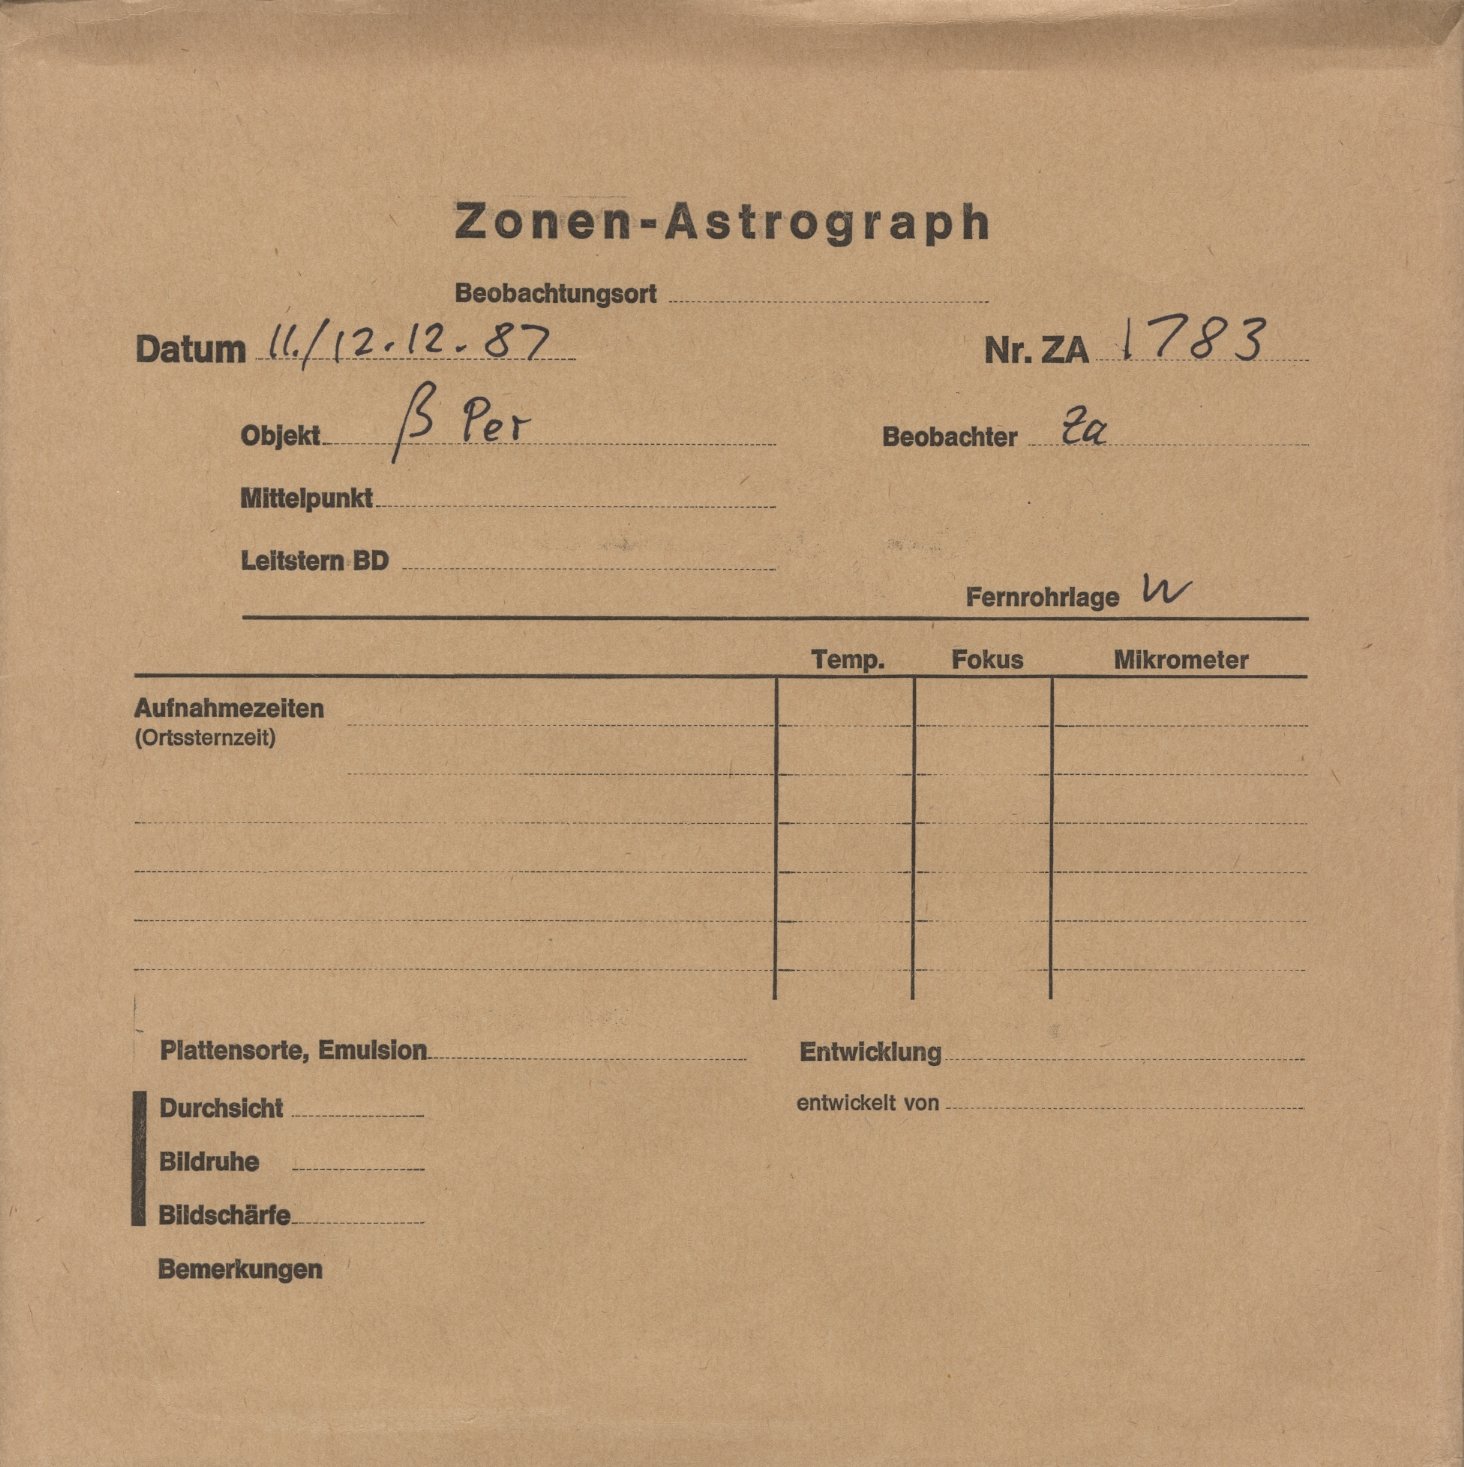 Zonen-Astrograph
Beobachtungsort
Datum 11./12.12.87 Nr. ZA 1783
Objekt β Per Beobachter Za
Mittelpunkt
Leitstern BD
Fernrohrlage W
Temp. Fokus Mikrometer
Aufnahmezeiten
(Ortssternzeit)
Plattensorte, Emulsion Entwicklung
Durchsicht entwickelt von
Bildruhe
Bildschärfe
Bemerkungen